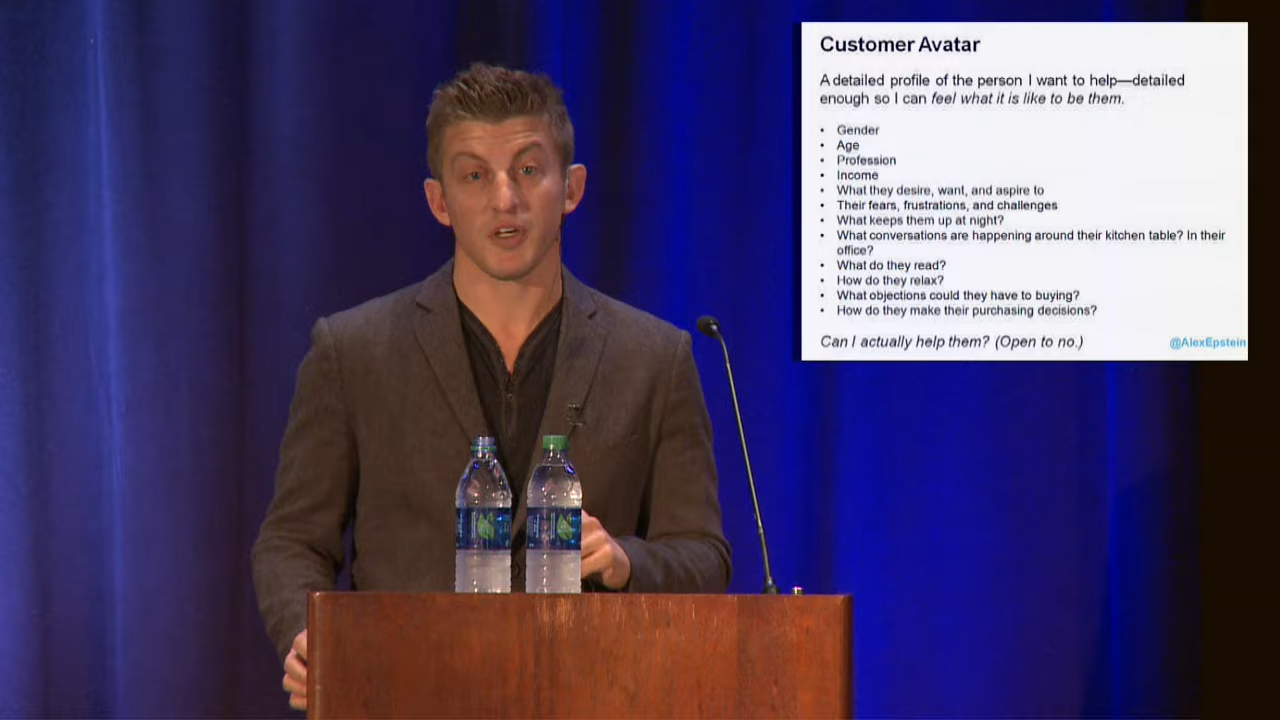 Customer Avatar
A detailed profile of the person I want to help—detailed
enough so I can feel what it is like to be them.
• Gender
• Age
• Profession
• Income
• What they desire, want, and aspire to
• Their fears, frustrations, and challenges
• What keeps them up at night?
• What conversations are happening around their kitchen table? In their
office?
• What do they read?
• How do they relax?
• What objections could they have to buying?
• How do they make their purchasing decisions?
Can I actually help them? (Open to no.)
@AlexEpstein